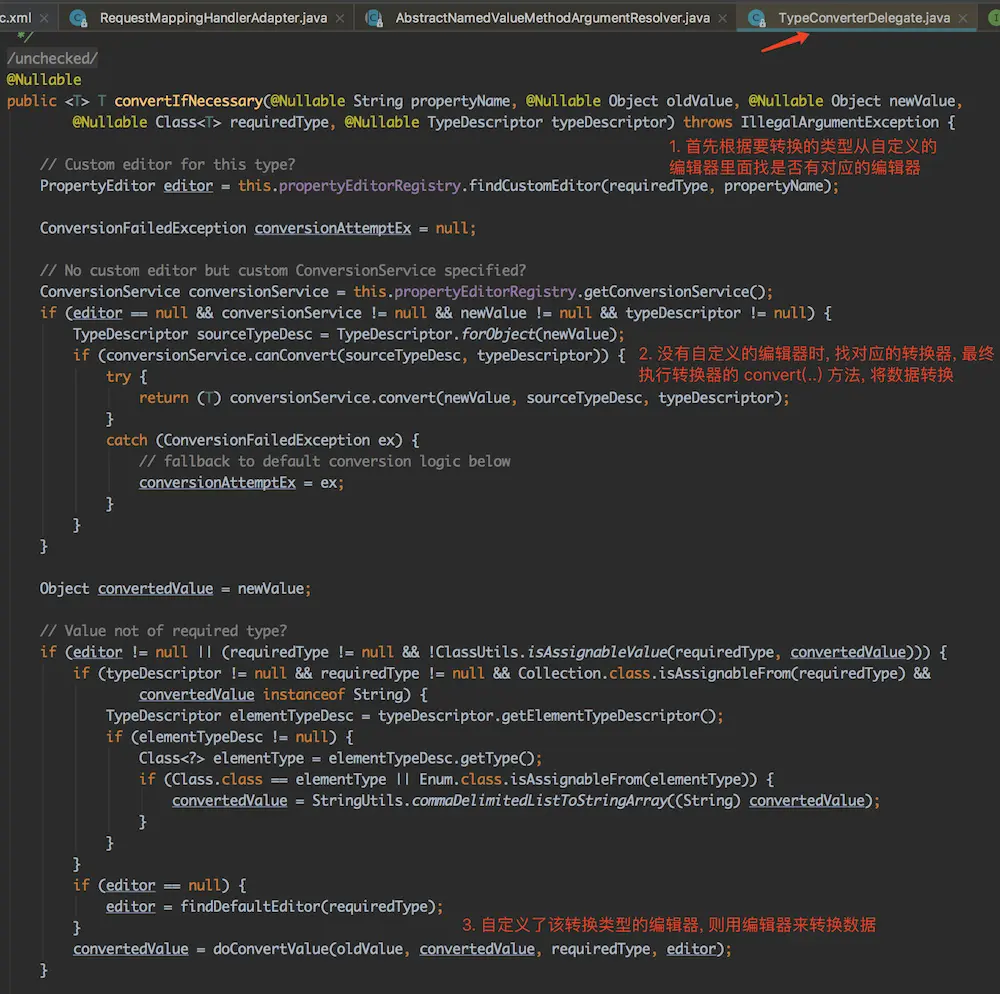 c.xml × RequestMappingHandlerAdapter.java × AbstractNamedValueMethodArgumentResolver.java × TypeConverterDelegate.java ×
*/
/unchecked/
@Nullable
public <T> T convertIfNecessary(@Nullable String propertyName, @Nullable Object oldValue, @Nullable Object newValue,
@Nullable Class<T> requiredType, @Nullable TypeDescriptor typeDescriptor) throws IllegalArgumentException {
1. 首先根据要转换的类型从自定义的
编辑器里面找是否有对应的编辑器
// Custom editor for this type?
PropertyEditor editor = this.propertyEditorRegistry.findCustomEditor(requiredType, propertyName);
ConversionFailedException conversionAttemptEx = null;
// No custom editor but custom ConversionService specified?
ConversionService conversionService = this.propertyEditorRegistry.getConversionService();
if (editor == null && conversionService != null && newValue != null && typeDescriptor != null) {
TypeDescriptor sourceTypeDesc = TypeDescriptor.forObject(newValue);
if (conversionService.canConvert(sourceTypeDesc, typeDescriptor)) {
2. 没有自定义的编辑器时, 找对应的转换器, 最终
执行转换器的 convert(..) 方法, 将数据转换
try {
return (T) conversionService.convert(newValue, sourceTypeDesc, typeDescriptor);
}
catch (ConversionFailedException ex) {
// fallback to default conversion logic below
conversionAttemptEx = ex;
}
}
}
Object convertedValue = newValue;
// Value not of required type?
if (editor != null || (requiredType != null && !ClassUtils.isAssignableValue(requiredType, convertedValue))) {
if (typeDescriptor != null && requiredType != null && Collection.class.isAssignableFrom(requiredType) &&
convertedValue instanceof String) {
TypeDescriptor elementTypeDesc = typeDescriptor.getElementTypeDescriptor();
if (elementTypeDesc != null) {
Class<?> elementType = elementTypeDesc.getType();
if (Class.class == elementType || Enum.class.isAssignableFrom(elementType)) {
convertedValue = StringUtils.commaDelimitedListToStringArray((String) convertedValue);
}
}
}
if (editor == null) {
editor = findDefaultEditor(requiredType);
}
3. 自定义了该转换类型的编辑器, 则用编辑器来转换数据
convertedValue = doConvertValue(oldValue, convertedValue, requiredType, editor);
}